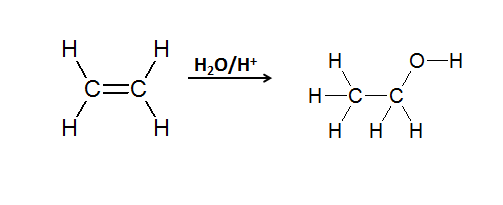 H H
C=C
H H
H₂O/H⁺
H O—H
H—C—C
H H H